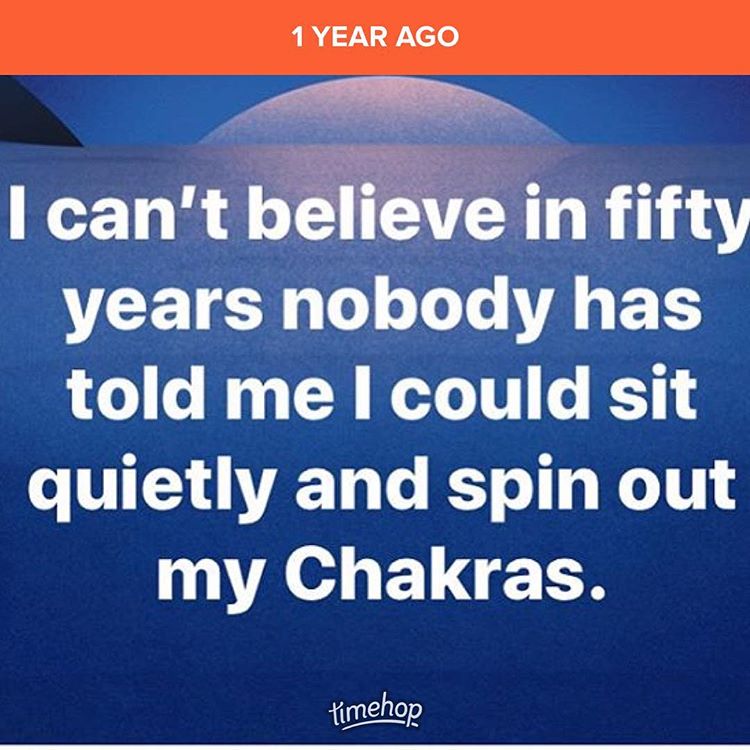 1 YEAR AGO
I can't believe in fifty
years nobody has
told me I could sit
quietly and spin out
my Chakras.
timehop